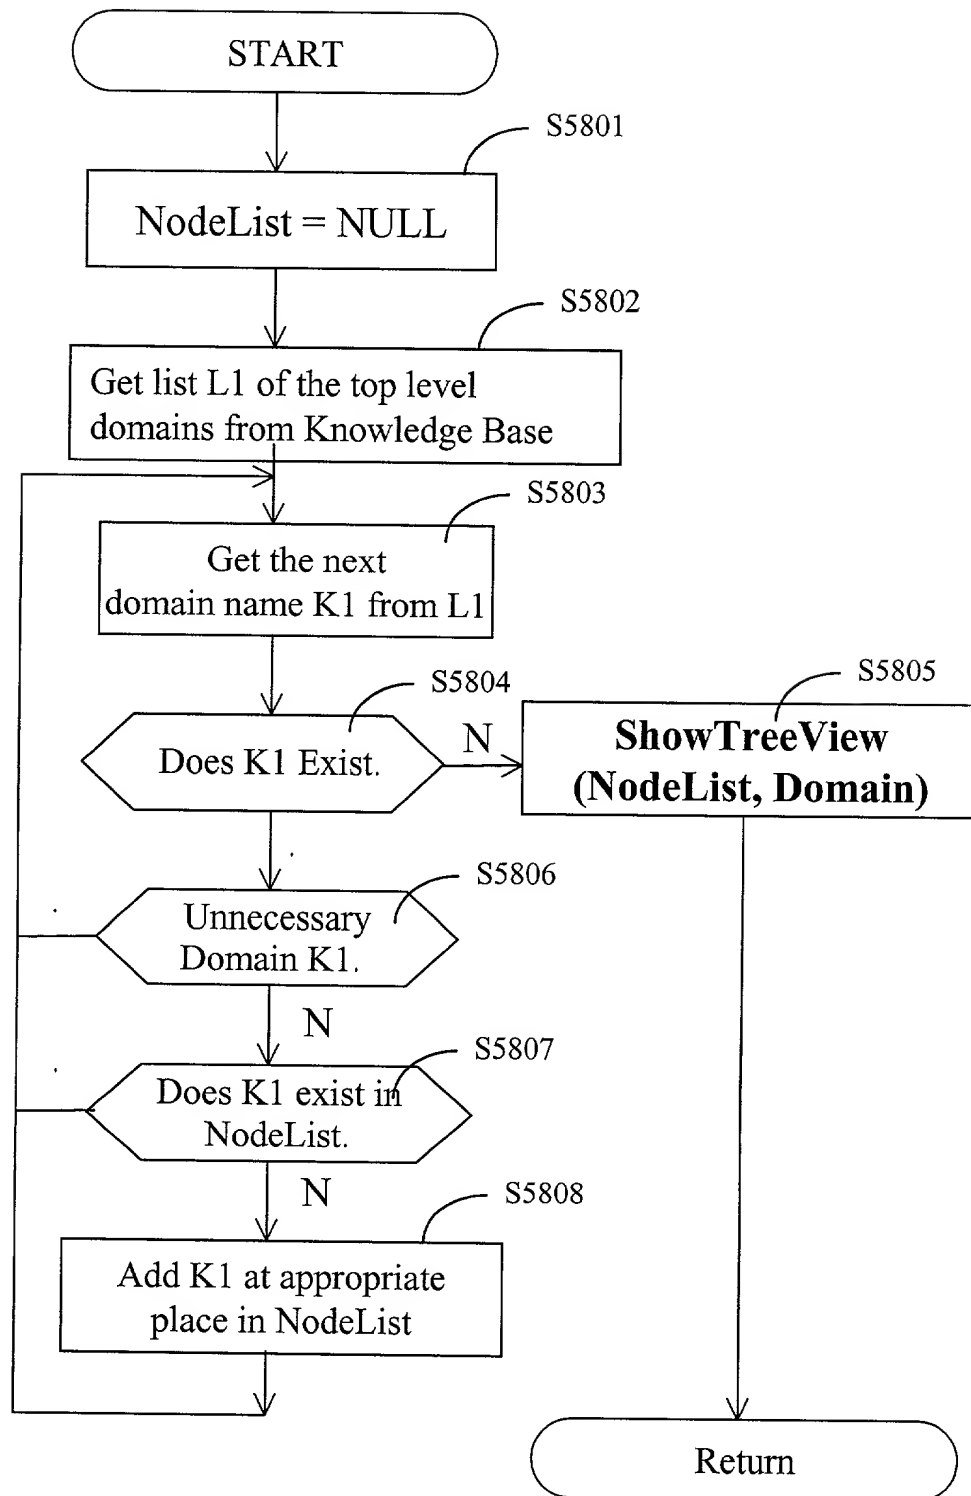 START
S5801
NodeList = NULL
S5802
Get list L1 of the top level
domains from Knowledge Base
S5803
Get the next
domain name K1 from L1
S5804
Does K1 Exist.
N
S5805
ShowTreeView
(NodeList, Domain)
S5806
Unnecessary
Domain K1.
N
S5807
Does K1 exist in
NodeList.
N
S5808
Add K1 at appropriate
place in NodeList
Return